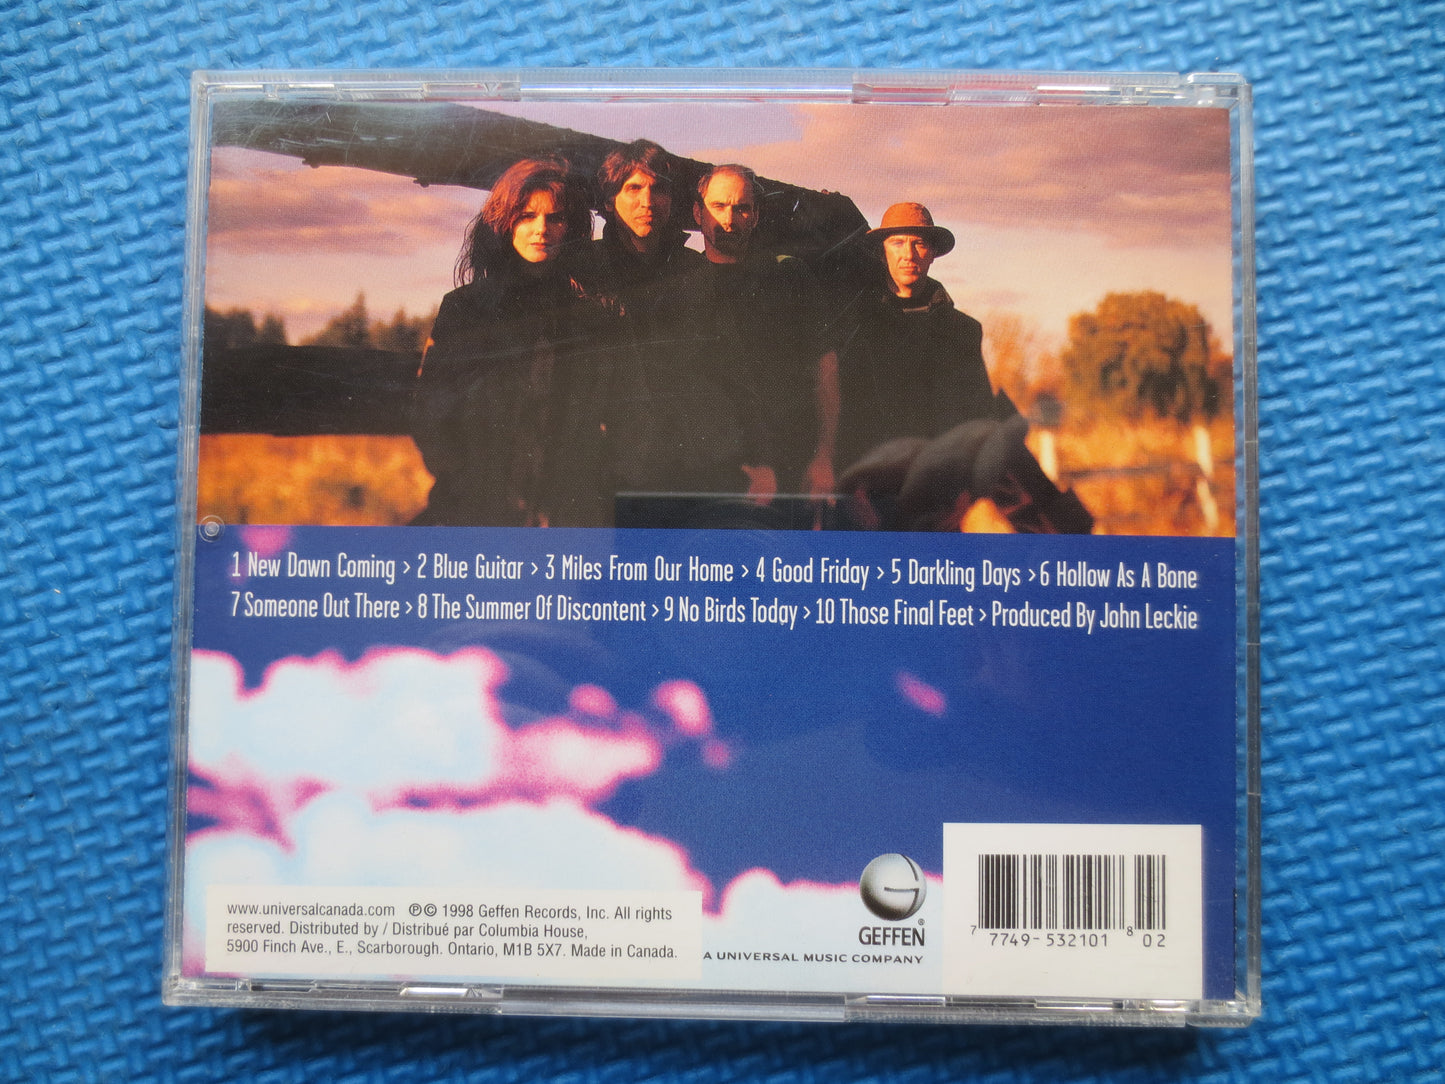 1 New Dawn Coming > 2 Blue Guitar > 3 Miles From Our Home > 4 Good Friday > 5 Darkling Days > 6 Hollow As A Bone
7 Someone Out There > 8 The Summer Of Discontent > 9 No Birds Today > 10 Those Final Feet > Produced By John Leckie
www.universalcanada.com ℗© 1998 Geffen Records, Inc. All rights
reserved. Distributed by / Distribué par Columbia House,
5900 Finch Ave., E., Scarborough. Ontario, M1B 5X7. Made in Canada.
GEFFEN®
A UNIVERSAL MUSIC COMPANY
7 7749-532101 8 02